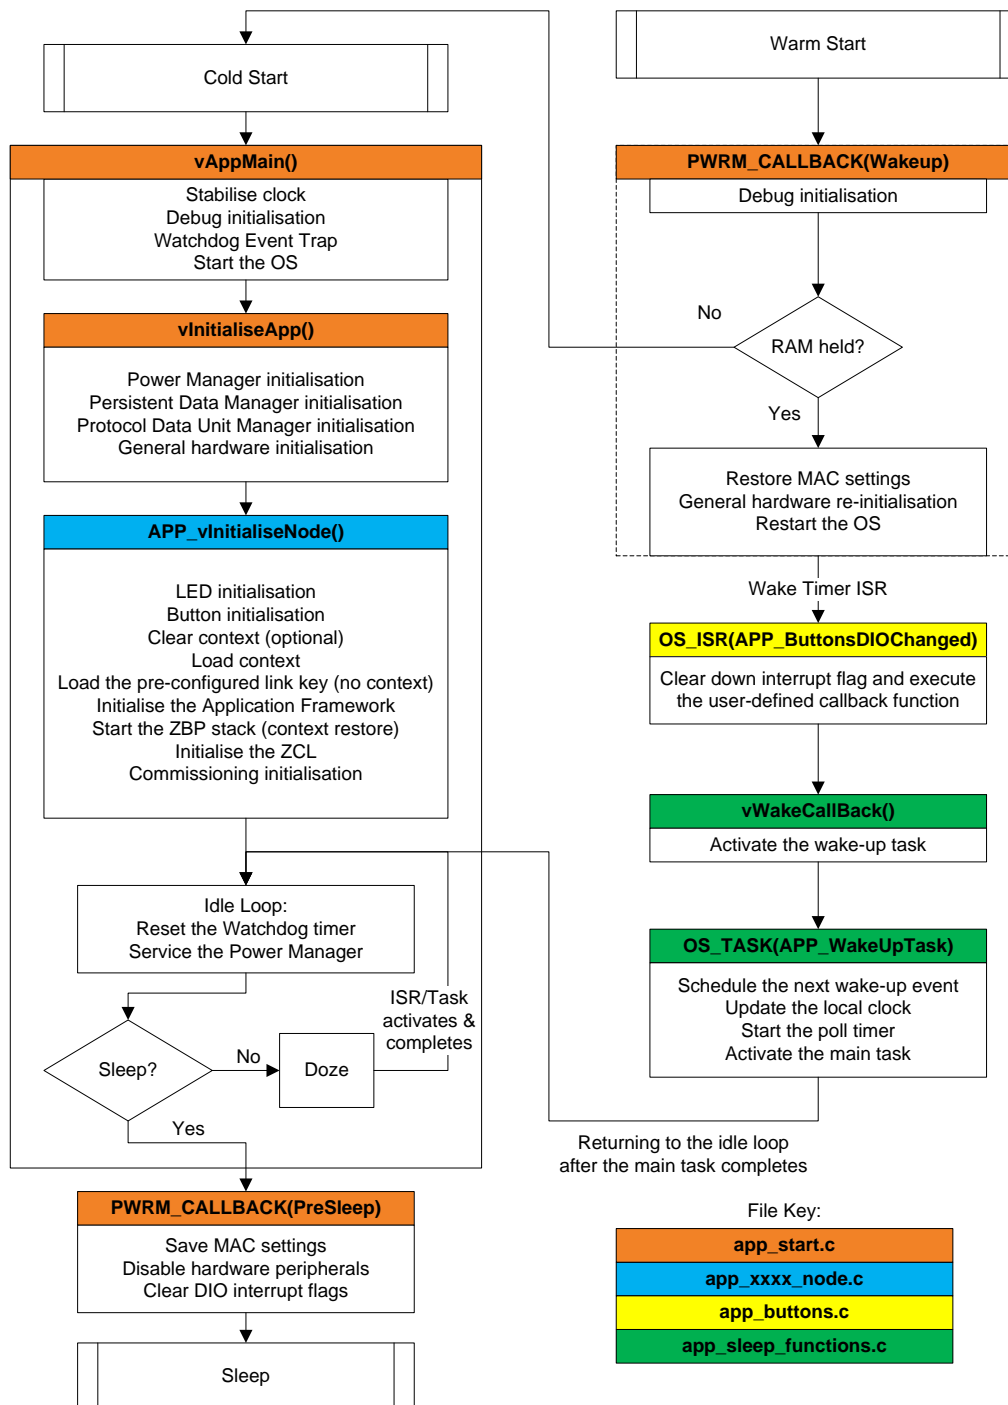 Cold Start
vAppMain()
Stabilise clock
Debug initialisation
Watchdog Event Trap
Start the OS
vInitialiseApp()
Power Manager initialisation
Persistent Data Manager initialisation
Protocol Data Unit Manager initialisation
General hardware initialisation
APP_vInitialiseNode()
LED initialisation
Button initialisation
Clear context (optional)
Load context
Load the pre-configured link key (no context)
Initialise the Application Framework
Start the ZBP stack (context restore)
Initialise the ZCL
Commissioning initialisation
Idle Loop:
Reset the Watchdog timer
Service the Power Manager
Sleep?
No
Doze
ISR/Task
activates &
completes
Yes
PWRM_CALLBACK(PreSleep)
Save MAC settings
Disable hardware peripherals
Clear DIO interrupt flags
Sleep
Warm Start
PWRM_CALLBACK(Wakeup)
Debug initialisation
No
RAM held?
Yes
Restore MAC settings
General hardware re-initialisation
Restart the OS
Wake Timer ISR
OS_ISR(APP_ButtonsDIOChanged)
Clear down interrupt flag and execute
the user-defined callback function
vWakeCallBack()
Activate the wake-up task
OS_TASK(APP_WakeUpTask)
Schedule the next wake-up event
Update the local clock
Start the poll timer
Activate the main task
Returning to the idle loop
after the main task completes
File Key:
app_start.c
app_xxxx_node.c
app_buttons.c
app_sleep_functions.c